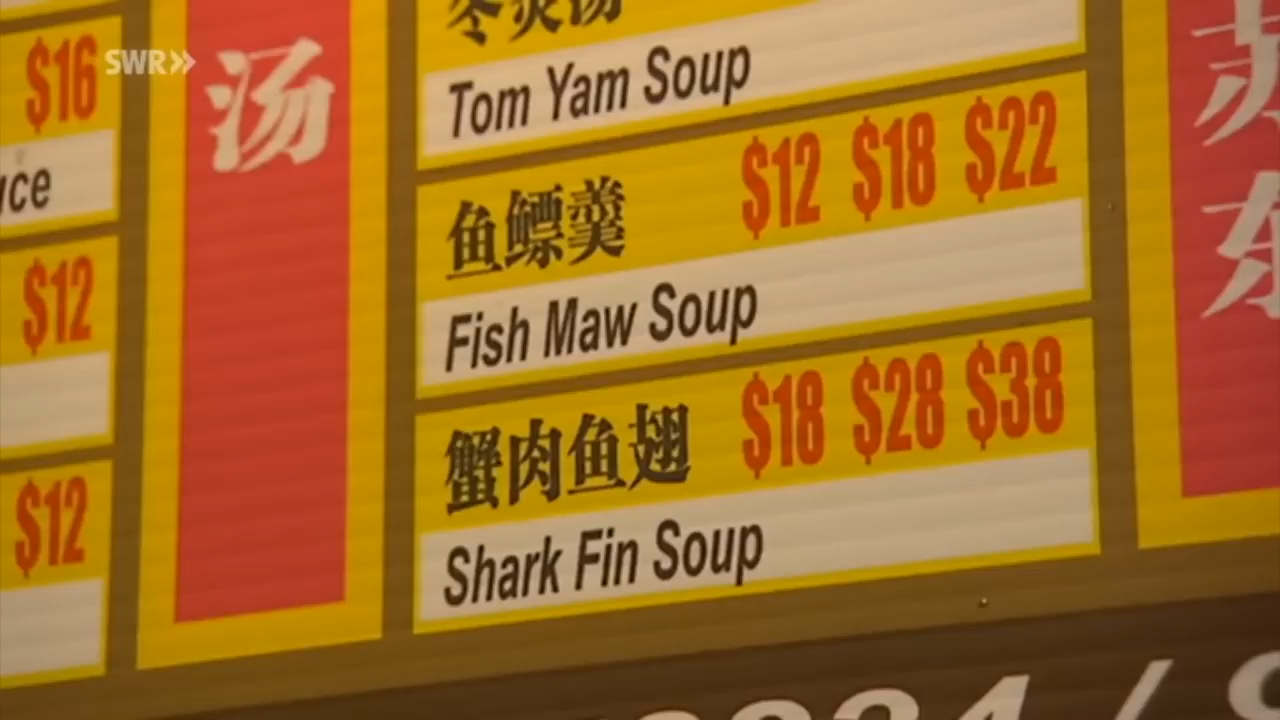 SWR»
$16
$12
$12
汤
Tom Yam Soup
鱼鳔羹 $12 $18 $22
Fish Maw Soup
蟹肉鱼翅 $18 $28 $38
Shark Fin Soup